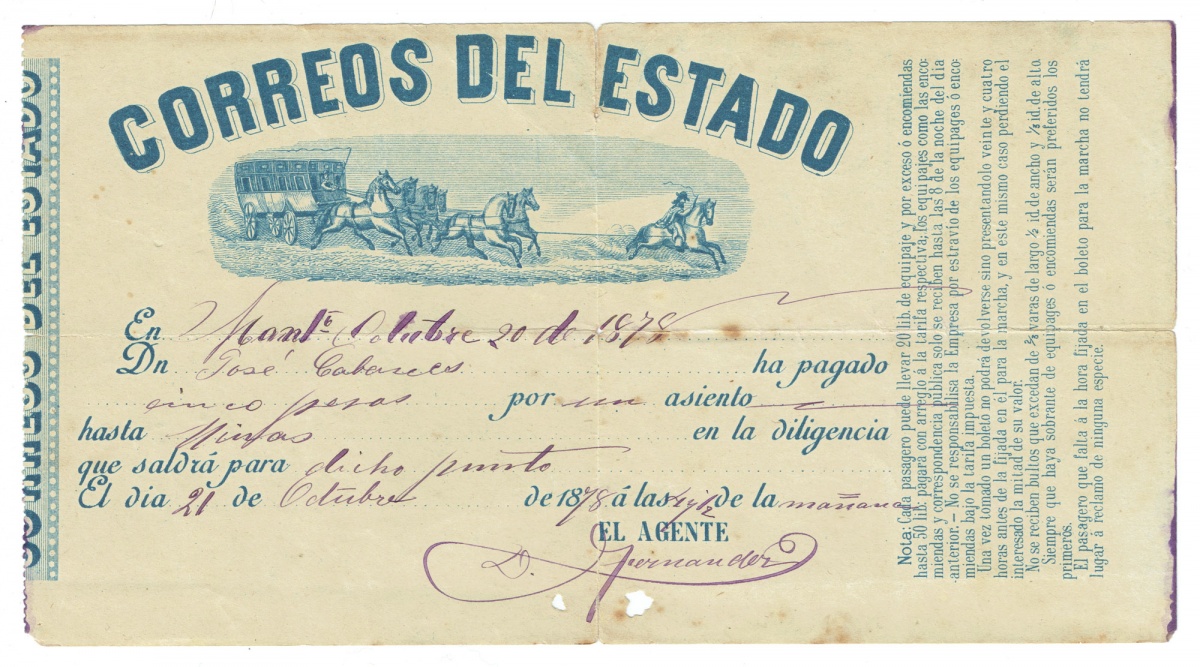 CORREOS DEL ESTADO
En Montº Octubre 20 de 1878
Dn José Cabarcos ha pagado
cinco pesos por un asiento
hasta Minas en la diligencia
que saldrá para dicho punto
El dia 21 de Octubre de 1878 á las 4 y ½ de la mañana
EL AGENTE
D. Hernandez
Nota: Cada pasagero puede llevar 20 lib. de equipaje y por exceso ó encomiendas
hasta 50 lib. pagará con arreglo á la tarifa respectiva; los equipajes como las enco-
miendas y correspondencia pública solo se reciben hasta las 8 de la noche del dia
anterior. – No se responsabilisa la Empresa por estravio de los equipages ó enco-
miendas bajo la tarifa impuesta.
Una vez tomado un boleto no podrá devolverse sino presentandolo veinte y cuatro
horas antes de la fijada en él para la marcha, y en este mismo caso perdiendo el
interesado la mitad de su valor.
No se reciben bultos que excedan de ⅔ varas de largo ½ id de ancho y ⅓ id. de alto.
Siempre que haya sobrante de equipages ó encomiendas serán preferidos los
primeros.
El pasagero que falta á la hora fijada en el boleto para la marcha no tendrá
lugar á reclamo de ninguna especie.